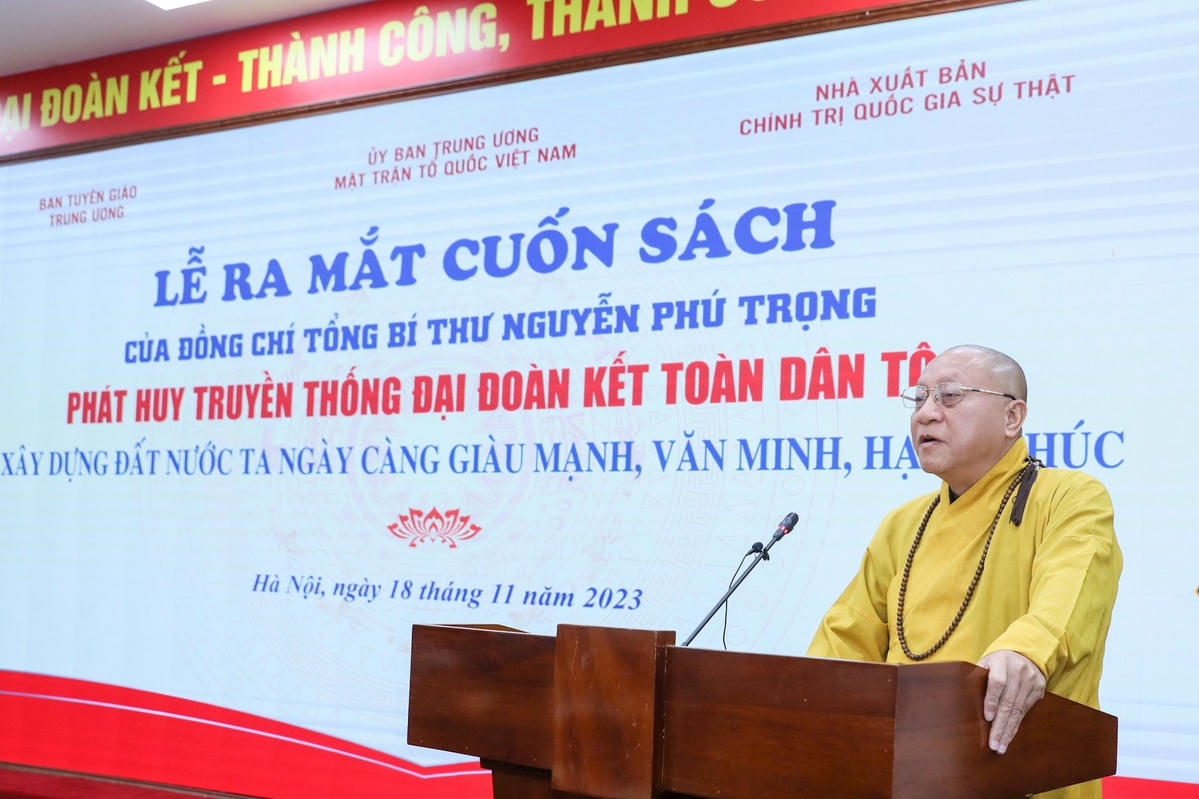 ĐẠI ĐOÀN KẾT - THÀNH CÔNG, THÀNH
BAN TUYÊN GIÁO
TRUNG ƯƠNG
ỦY BAN TRUNG ƯƠNG
MẶT TRẬN TỔ QUỐC VIỆT NAM
NHÀ XUẤT BẢN
CHÍNH TRỊ QUỐC GIA SỰ THẬT
LỄ RA MẮT CUỐN SÁCH
CỦA ĐỒNG CHÍ TỔNG BÍ THƯ NGUYỄN PHÚ TRỌNG
PHÁT HUY TRUYỀN THỐNG ĐẠI ĐOÀN KẾT TOÀN DÂN
XÂY DỰNG ĐẤT NƯỚC TA NGÀY CÀNG GIÀU MẠNH, VĂN MINH,
Hà Nội, ngày 18 tháng 11 năm 2023